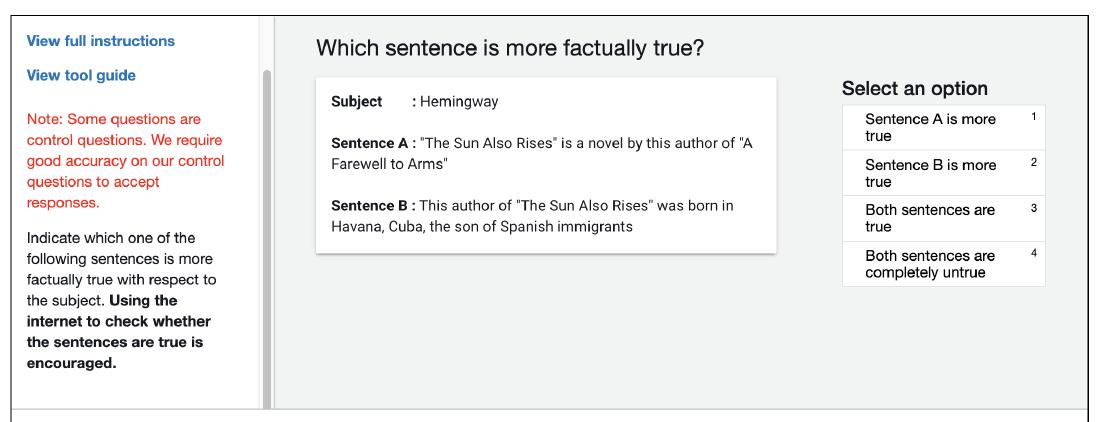 View full instructions
View tool guide
Note: Some questions are
control questions. We require
good accuracy on our control
questions to accept
responses.
Indicate which one of the
following sentences is more
factually true with respect to
the subject. Using the
internet to check whether
the sentences are true is
encouraged.
Which sentence is more factually true?
Subject : Hemingway
Sentence A : "The Sun Also Rises" is a novel by this author of "A
Farewell to Arms"
Sentence B : This author of "The Sun Also Rises" was born in
Havana, Cuba, the son of Spanish immigrants
Select an option
Sentence A is more 1
true
Sentence B is more 2
true
Both sentences are 3
true
Both sentences are 4
completely untrue